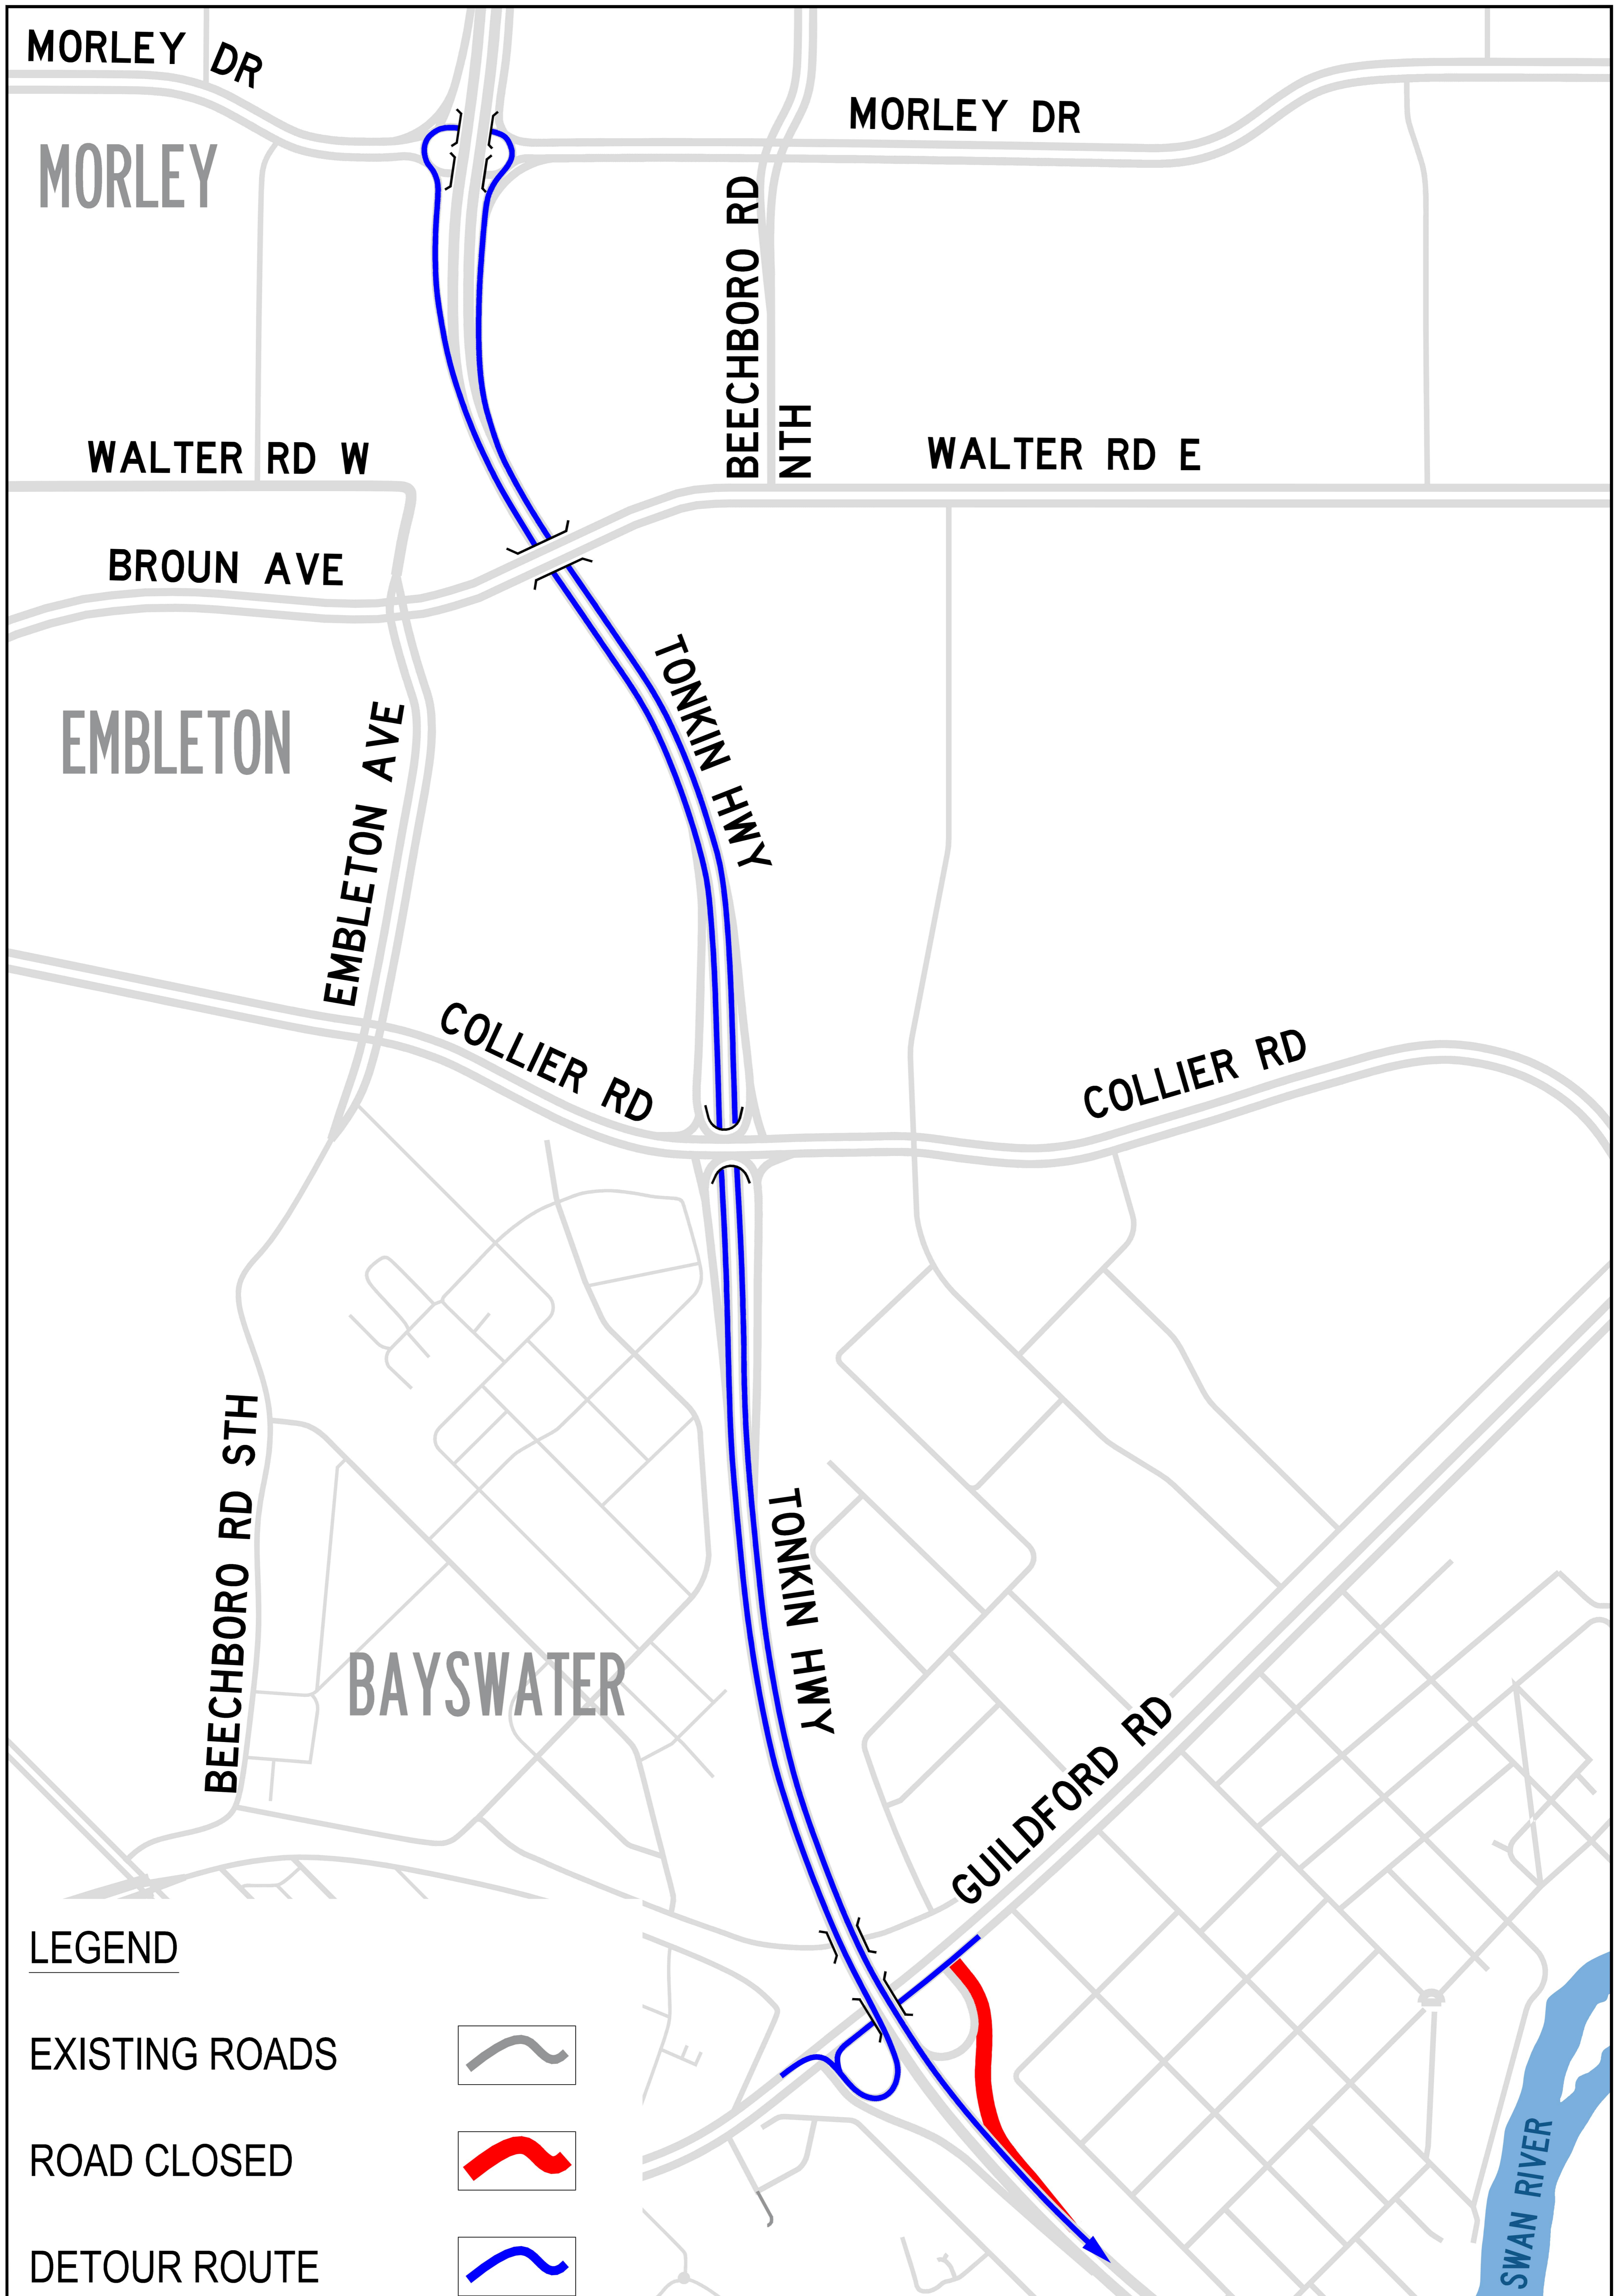 MORLEY DR
MORLEY DR
MORLEY
BEECHBORO RD
NTH
WALTER RD W
WALTER RD E
BROUN AVE
TONKIN HWY
EMBLETON
EMBLETON AVE
COLLIER RD
COLLIER RD
BEECHBORO RD STH
TONKIN HWY
BAYSWATER
GUILDFORD RD
LEGEND
EXISTING ROADS
ROAD CLOSED
DETOUR ROUTE
SWAN RIVER